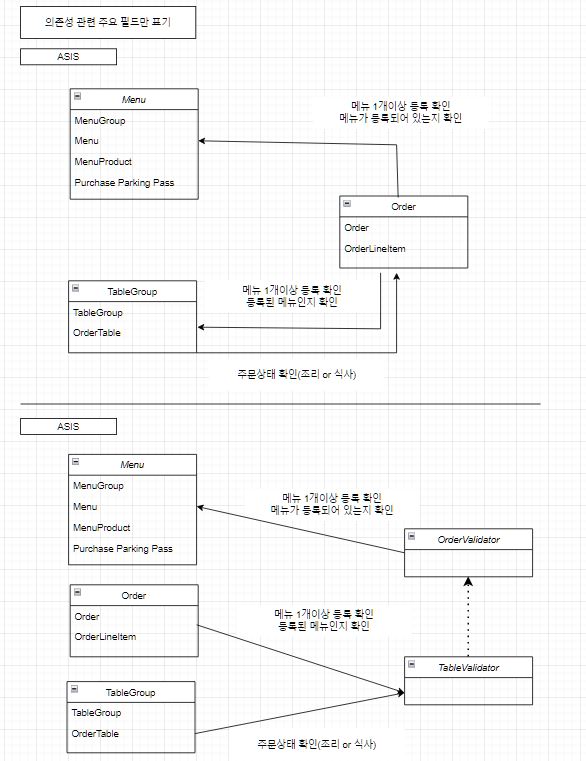 의존성 관련 주요 필드만 표기
ASIS
Menu
MenuGroup
Menu
MenuProduct
Purchase Parking Pass
메뉴 1개이상 등록 확인
메뉴가 등록되어 있는지 확인
Order
Order
OrderLineItem
TableGroup
TableGroup
OrderTable
메뉴 1개이상 등록 확인
등록된 메뉴인지 확인
주문상태 확인(조리 or 식사)
ASIS
Menu
MenuGroup
Menu
MenuProduct
Purchase Parking Pass
메뉴 1개이상 등록 확인
메뉴가 등록되어 있는지 확인
OrderValidator
Order
Order
OrderLineItem
메뉴 1개이상 등록 확인
등록된 메뉴인지 확인
TableValidator
TableGroup
TableGroup
OrderTable
주문상태 확인(조리 or 식사)